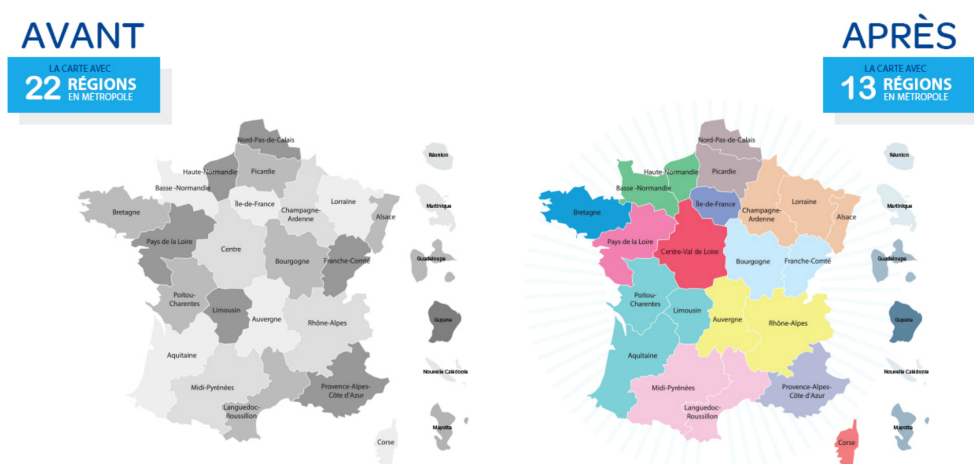 AVANT
LA CARTE AVEC
22 RÉGIONS
EN MÉTROPOLE
Nord-Pas-de-Calais
Haute-Normandie
Picardie
Basse -Normandie
Île-de-France
Lorraine
Champagne-
Ardenne
Alsace
Bretagne
Pays de la Loire
Centre
Bourgogne
Franche-Comté
Poitou-
Charentes
Limousin
Auvergne
Rhône-Alpes
Aquitaine
Midi-Pyrénées
Provence-Alpes-
Côte d'Azur
Languedoc-
Roussillon
Corse
Réunion
Martinique
Guadeloupe
Guyane
Nouvelle Calédonie
Mayotte
APRÈS
LA CARTE AVEC
13 RÉGIONS
EN MÉTROPOLE
Nord-Pas-de-Calais
Haute-Normandie
Picardie
Basse -Normandie
Île-de-France
Lorraine
Champagne-
Ardenne
Alsace
Bretagne
Pays de la Loire
Centre-Val de Loire
Bourgogne
Franche-Comté
Poitou-
Charentes
Limousin
Auvergne
Rhône-Alpes
Aquitaine
Midi-Pyrénées
Provence-Alpes-
Côte d'Azur
Languedoc-
Roussillon
Corse
Réunion
Martinique
Guadeloupe
Guyane
Nouvelle Calédonie
Mayotte